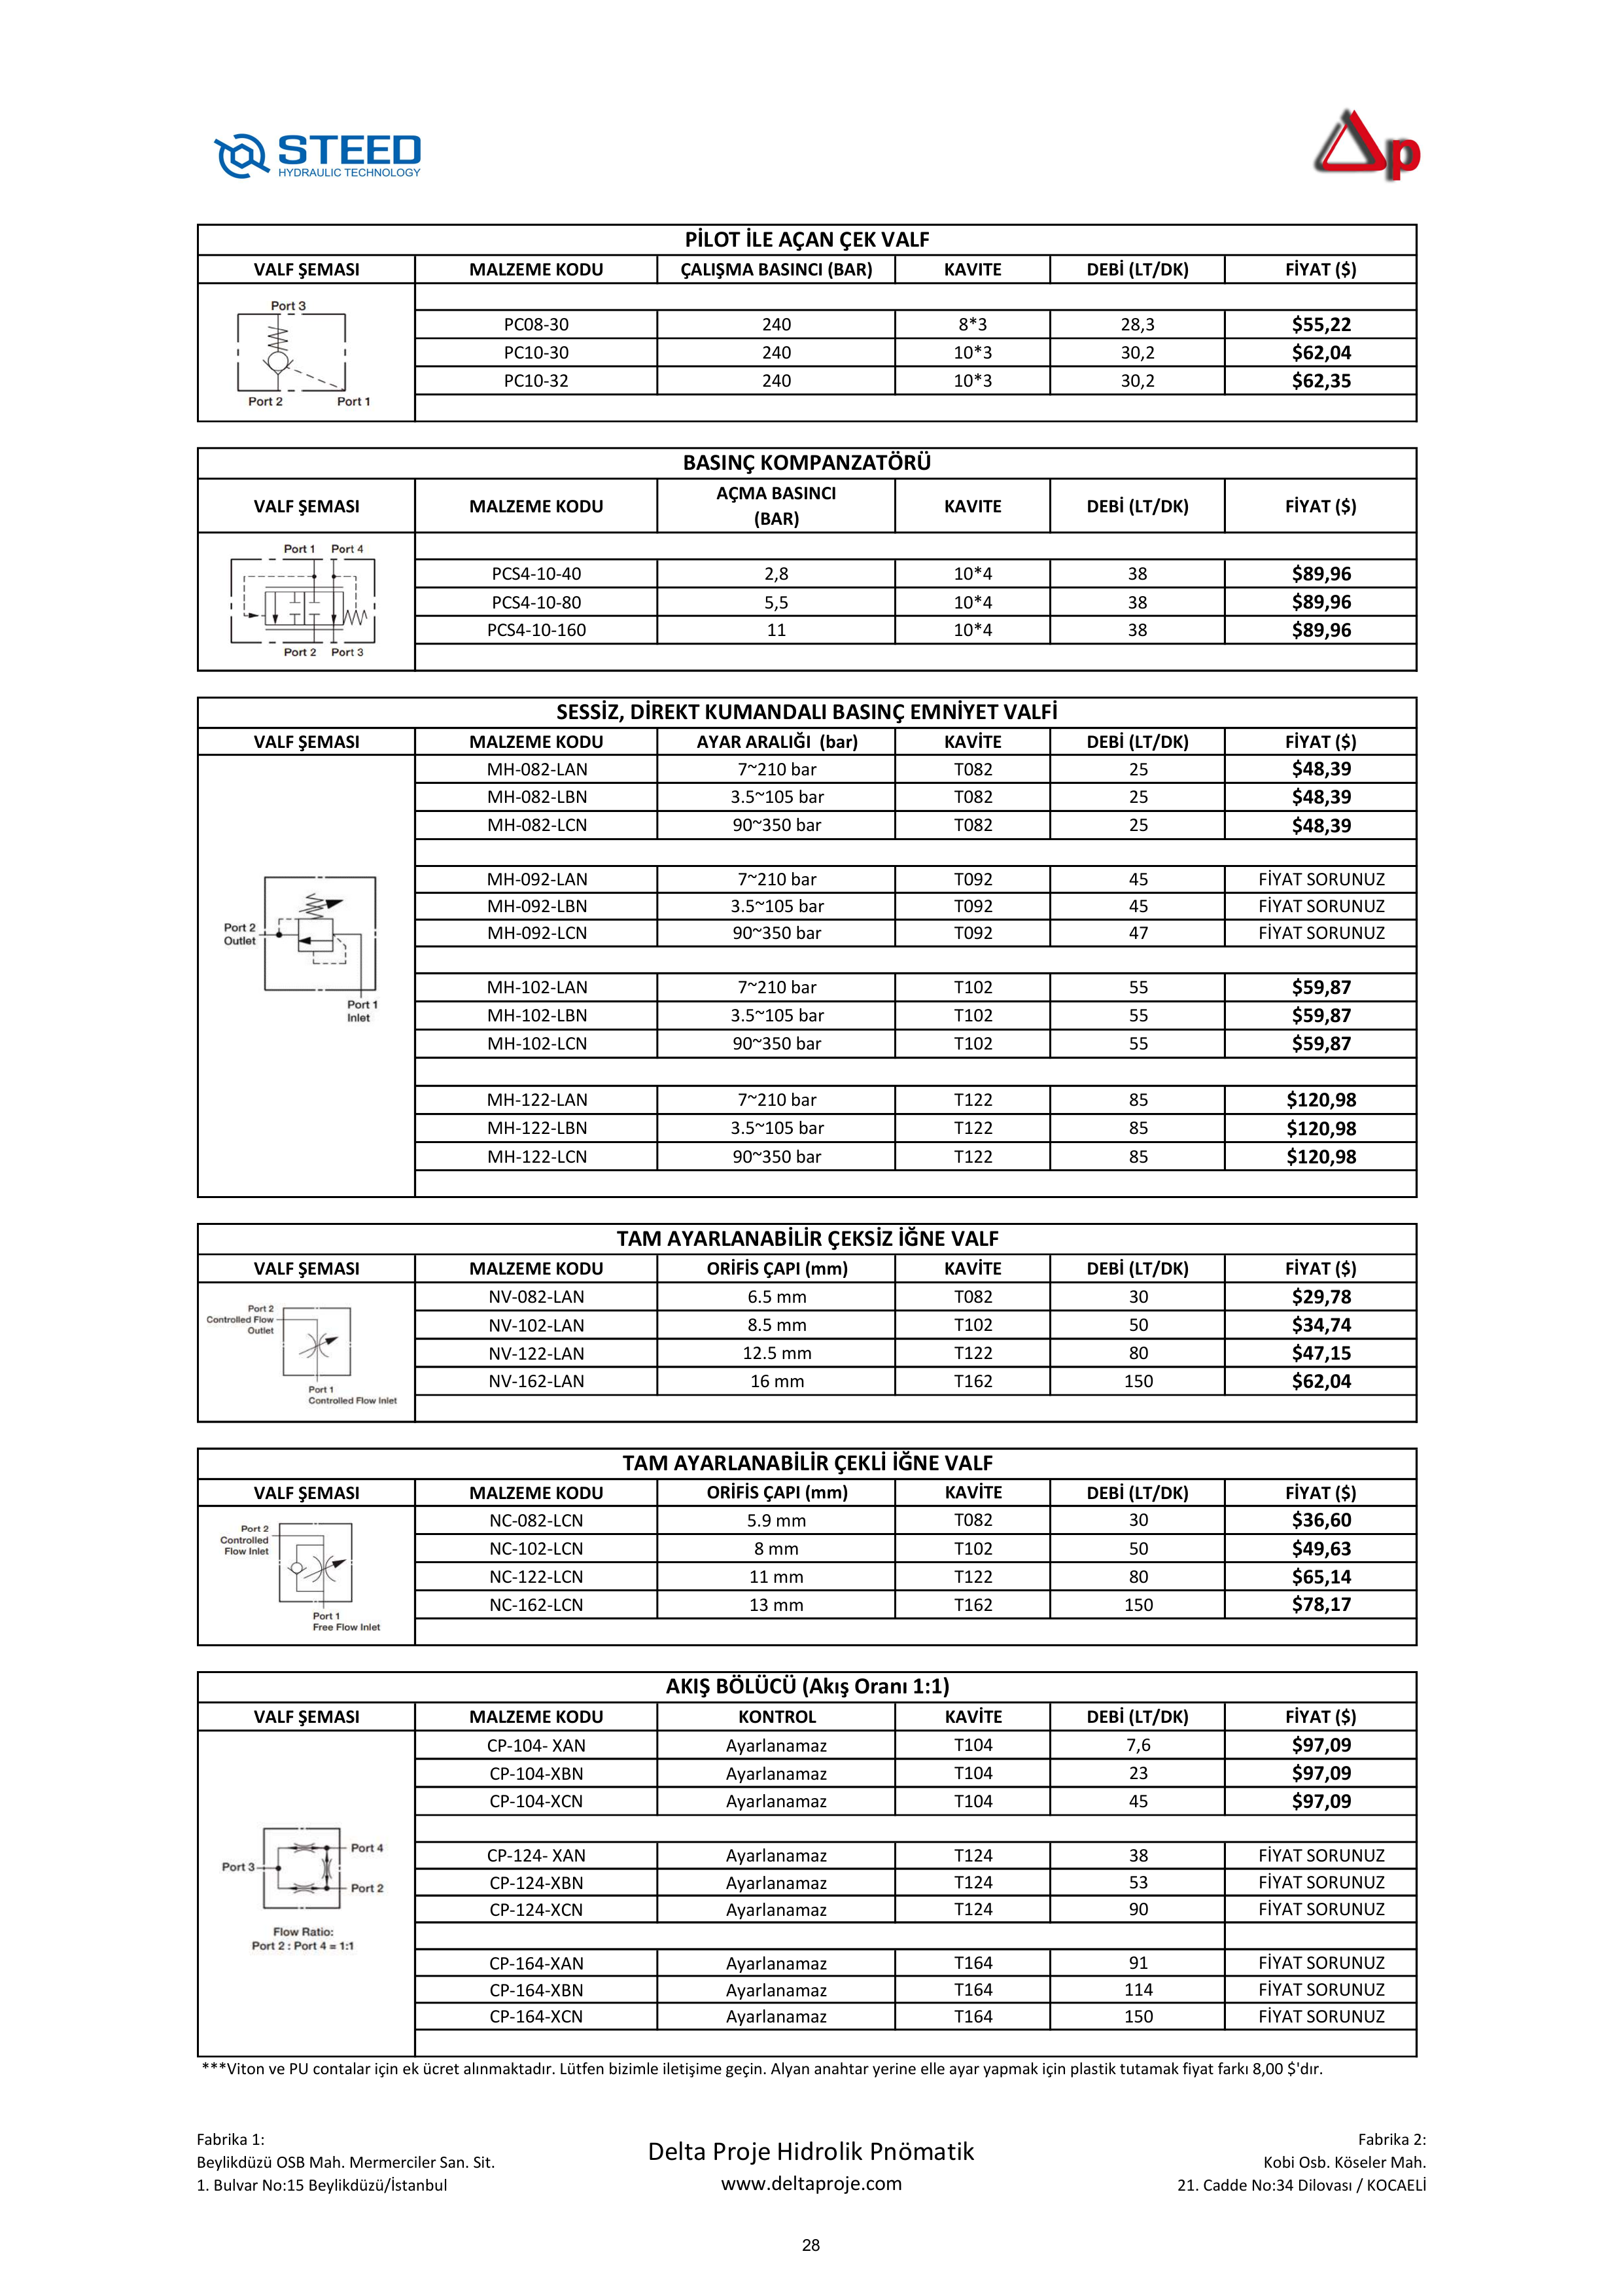 STEED
HYDRAULIC TECHNOLOGY
p
PİLOT İLE AÇAN ÇEK VALF
VALF ŞEMASI MALZEME KODU ÇALIŞMA BASINCI (BAR) KAVITE DEBİ (LT/DK) FİYAT ($)
Port 3
PC08-30 240 8*3 28,3 $55,22
PC10-30 240 10*3 30,2 $62,04
PC10-32 240 10*3 30,2 $62,35
Port 2 Port 1
BASINÇ KOMPANZATÖRÜ
VALF ŞEMASI MALZEME KODU AÇMA BASINCI (BAR) KAVITE DEBİ (LT/DK) FİYAT ($)
Port 1 Port 4
PCS4-10-40 2,8 10*4 38 $89,96
PCS4-10-80 5,5 10*4 38 $89,96
PCS4-10-160 11 10*4 38 $89,96
Port 2 Port 3
SESSİZ, DİREKT KUMANDALI BASINÇ EMNİYET VALFİ
VALF ŞEMASI MALZEME KODU AYAR ARALIĞI (bar) KAVİTE DEBİ (LT/DK) FİYAT ($)
MH-082-LAN 7~210 bar T082 25 $48,39
MH-082-LBN 3.5~105 bar T082 25 $48,39
MH-082-LCN 90~350 bar T082 25 $48,39
MH-092-LAN 7~210 bar T092 45 FİYAT SORUNUZ
MH-092-LBN 3.5~105 bar T092 45 FİYAT SORUNUZ
MH-092-LCN 90~350 bar T092 47 FİYAT SORUNUZ
Port 2
Outlet
Port 1
Inlet
MH-102-LAN 7~210 bar T102 55 $59,87
MH-102-LBN 3.5~105 bar T102 55 $59,87
MH-102-LCN 90~350 bar T102 55 $59,87
MH-122-LAN 7~210 bar T122 85 $120,98
MH-122-LBN 3.5~105 bar T122 85 $120,98
MH-122-LCN 90~350 bar T122 85 $120,98
TAM AYARLANABİLİR ÇEKSİZ İĞNE VALF
VALF ŞEMASI MALZEME KODU ORİFİS ÇAPI (mm) KAVİTE DEBİ (LT/DK) FİYAT ($)
Port 2
Controlled Flow
Outlet
Port 1
Controlled Flow Inlet
NV-082-LAN 6.5 mm T082 30 $29,78
NV-102-LAN 8.5 mm T102 50 $34,74
NV-122-LAN 12.5 mm T122 80 $47,15
NV-162-LAN 16 mm T162 150 $62,04
TAM AYARLANABİLİR ÇEKLİ İĞNE VALF
VALF ŞEMASI MALZEME KODU ORİFİS ÇAPI (mm) KAVİTE DEBİ (LT/DK) FİYAT ($)
Port 2
Controlled
Flow Inlet
Port 1
Free Flow Inlet
NC-082-LCN 5.9 mm T082 30 $36,60
NC-102-LCN 8 mm T102 50 $49,63
NC-122-LCN 11 mm T122 80 $65,14
NC-162-LCN 13 mm T162 150 $78,17
AKIŞ BÖLÜCÜ (Akış Oranı 1:1)
VALF ŞEMASI MALZEME KODU KONTROL KAVİTE DEBİ (LT/DK) FİYAT ($)
CP-104- XAN Ayarlanamaz T104 7,6 $97,09
CP-104-XBN Ayarlanamaz T104 23 $97,09
CP-104-XCN Ayarlanamaz T104 45 $97,09
Port 4
Port 3
Port 2
Flow Ratio:
Port 2 : Port 4 = 1:1
CP-124- XAN Ayarlanamaz T124 38 FİYAT SORUNUZ
CP-124-XBN Ayarlanamaz T124 53 FİYAT SORUNUZ
CP-124-XCN Ayarlanamaz T124 90 FİYAT SORUNUZ
CP-164-XAN Ayarlanamaz T164 91 FİYAT SORUNUZ
CP-164-XBN Ayarlanamaz T164 114 FİYAT SORUNUZ
CP-164-XCN Ayarlanamaz T164 150 FİYAT SORUNUZ
***Viton ve PU contalar için ek ücret alınmaktadır. Lütfen bizimle iletişime geçin. Alyan anahtar yerine elle ayar yapmak için plastik tutamak fiyat farkı 8,00 $'dır.
Fabrika 1:
Beylikdüzü OSB Mah. Mermerciler San. Sit.
1. Bulvar No:15 Beylikdüzü/İstanbul
Delta Proje Hidrolik Pnömatik
www.deltaproje.com
Fabrika 2:
Kobi Osb. Köseler Mah.
21. Cadde No:34 Dilovası / KOCAELİ
28